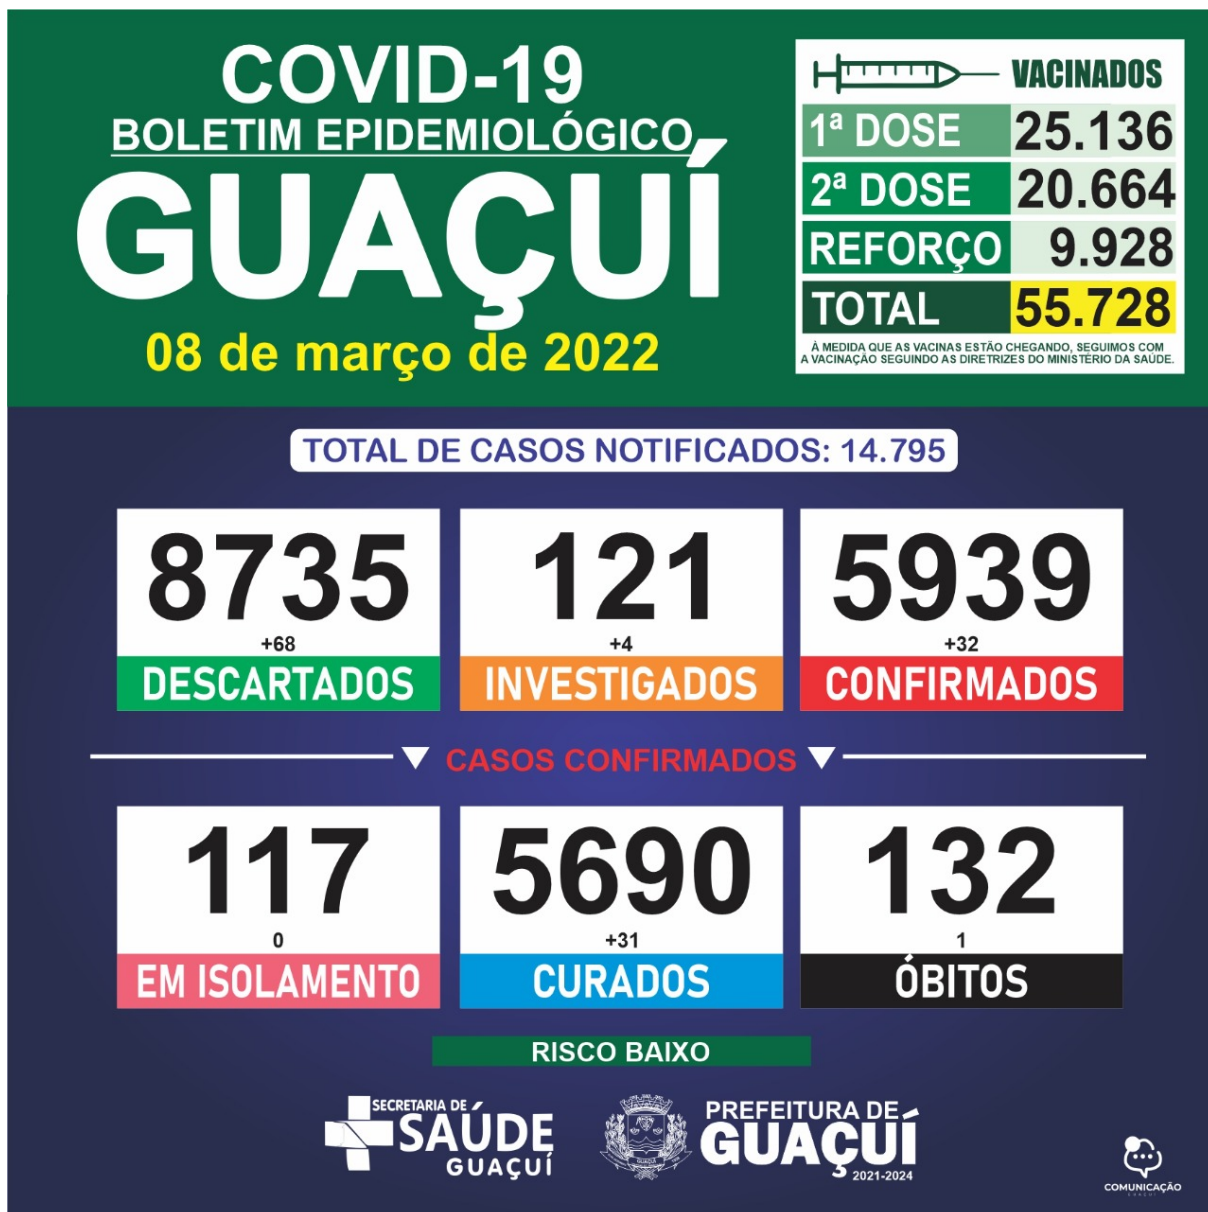 COVID-19
BOLETIM EPIDEMIOLÓGICO
GUAÇUÍ
08 de março de 2022
VACINADOS
1ª DOSE 25.136
2ª DOSE 20.664
REFORÇO 9.928
TOTAL 55.728
À MEDIDA QUE AS VACINAS ESTÃO CHEGANDO, SEGUIMOS COM
A VACINAÇÃO SEGUINDO AS DIRETRIZES DO MINISTÉRIO DA SAÚDE.
TOTAL DE CASOS NOTIFICADOS: 14.795
8735
+68
DESCARTADOS
121
+4
INVESTIGADOS
5939
+32
CONFIRMADOS
CASOS CONFIRMADOS
117
0
EM ISOLAMENTO
5690
+31
CURADOS
132
1
ÓBITOS
RISCO BAIXO
SECRETARIA DE
SAÚDE
GUAÇUÍ
PREFEITURA DE
GUAÇUÍ
2021-2024
COMUNICAÇÃO